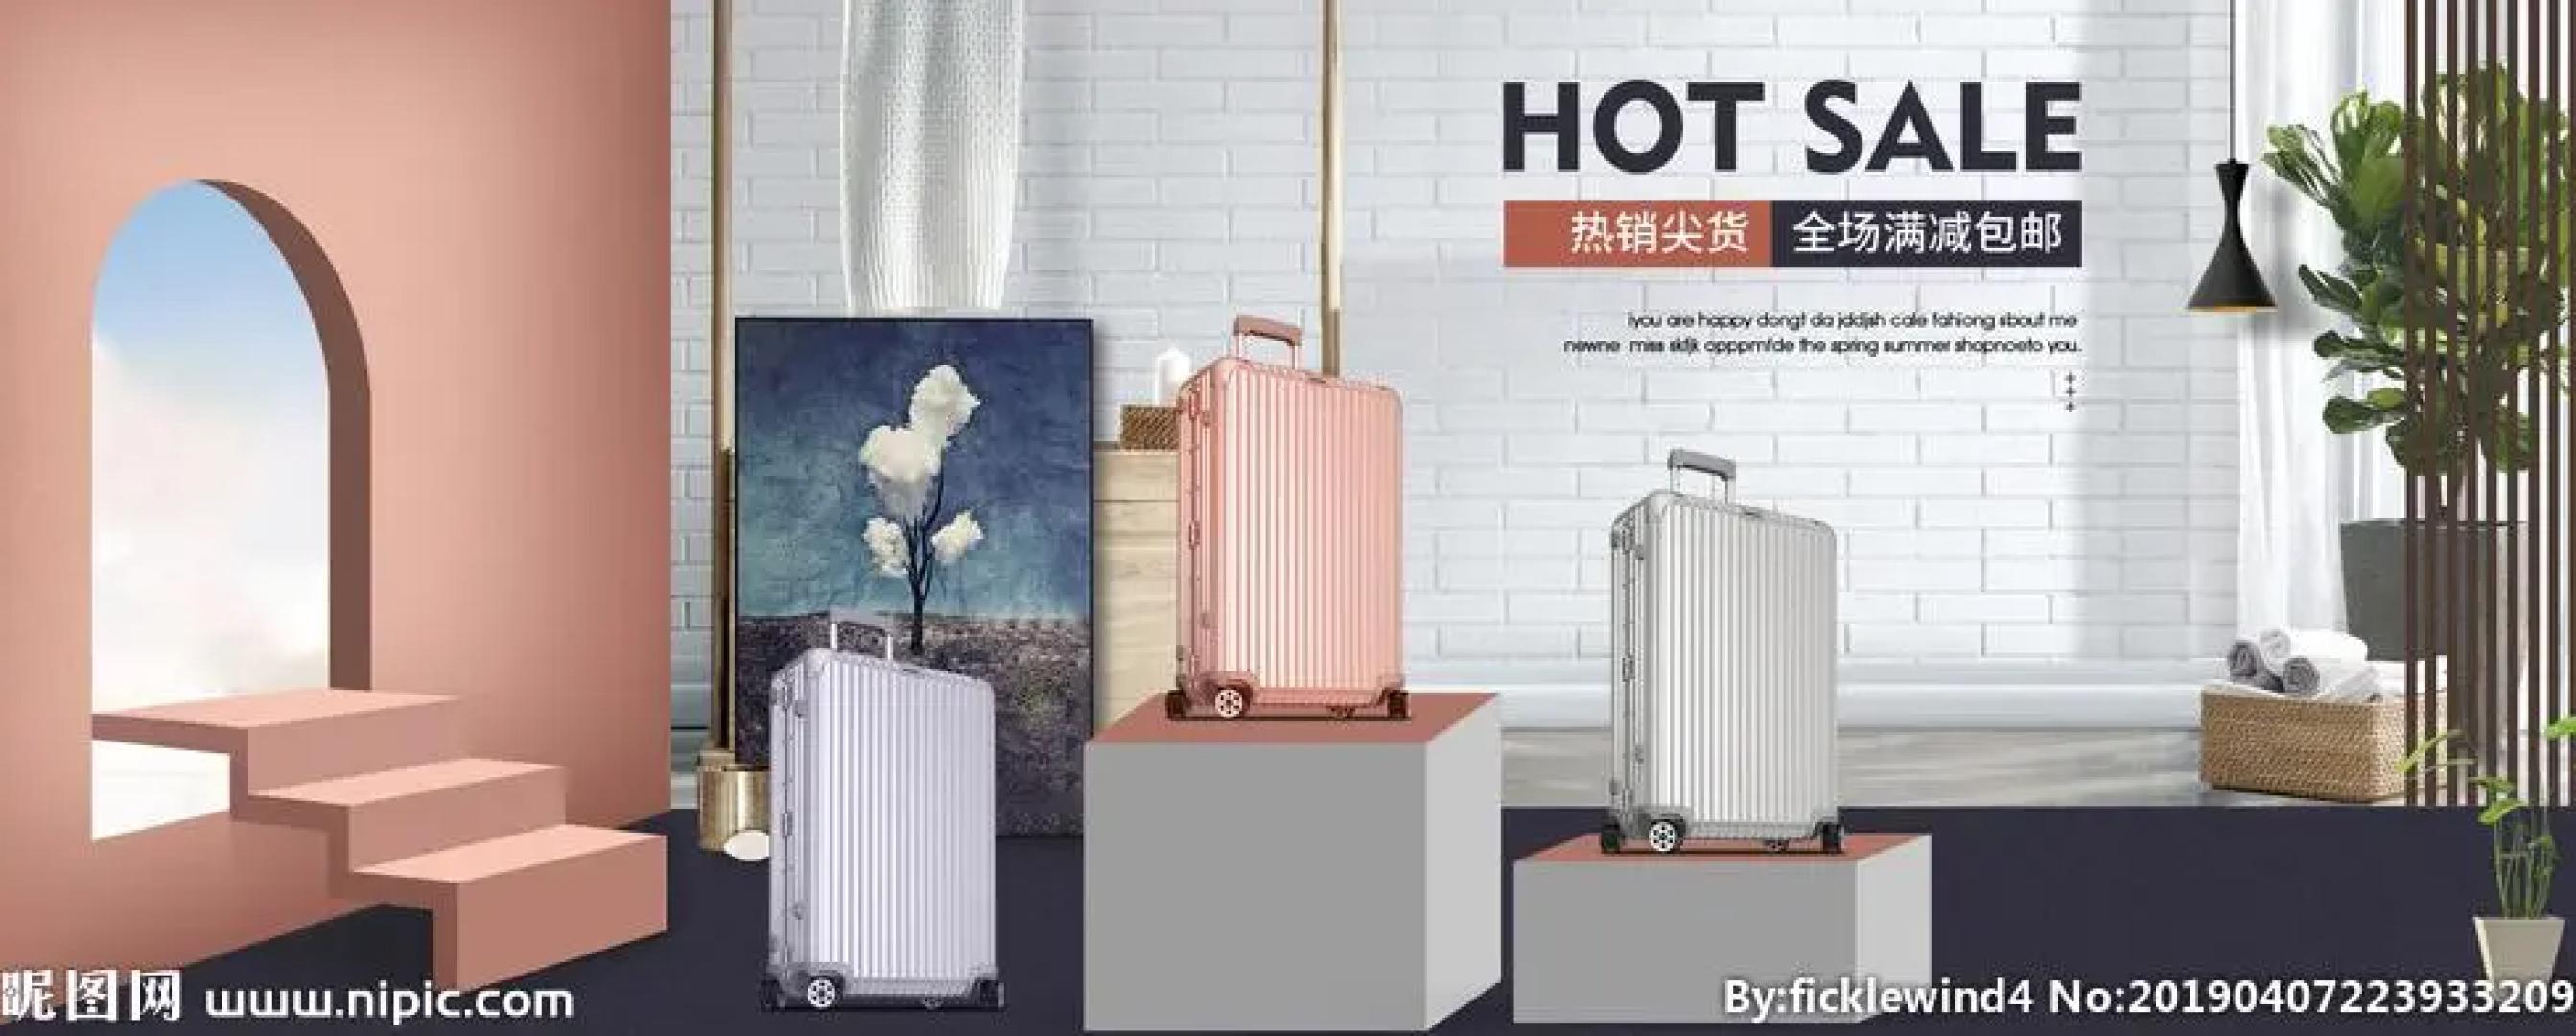 HOT SALE
热销尖货 全场满减包邮
iyou are happy dongt da jddjsh cale fahiong sbout me
newne miss skfjk opppmfde the spring summer shopnoeto you.
+
+
+
昵图网 www.nipic.com
By:ficklewind4 No:20190407223933209